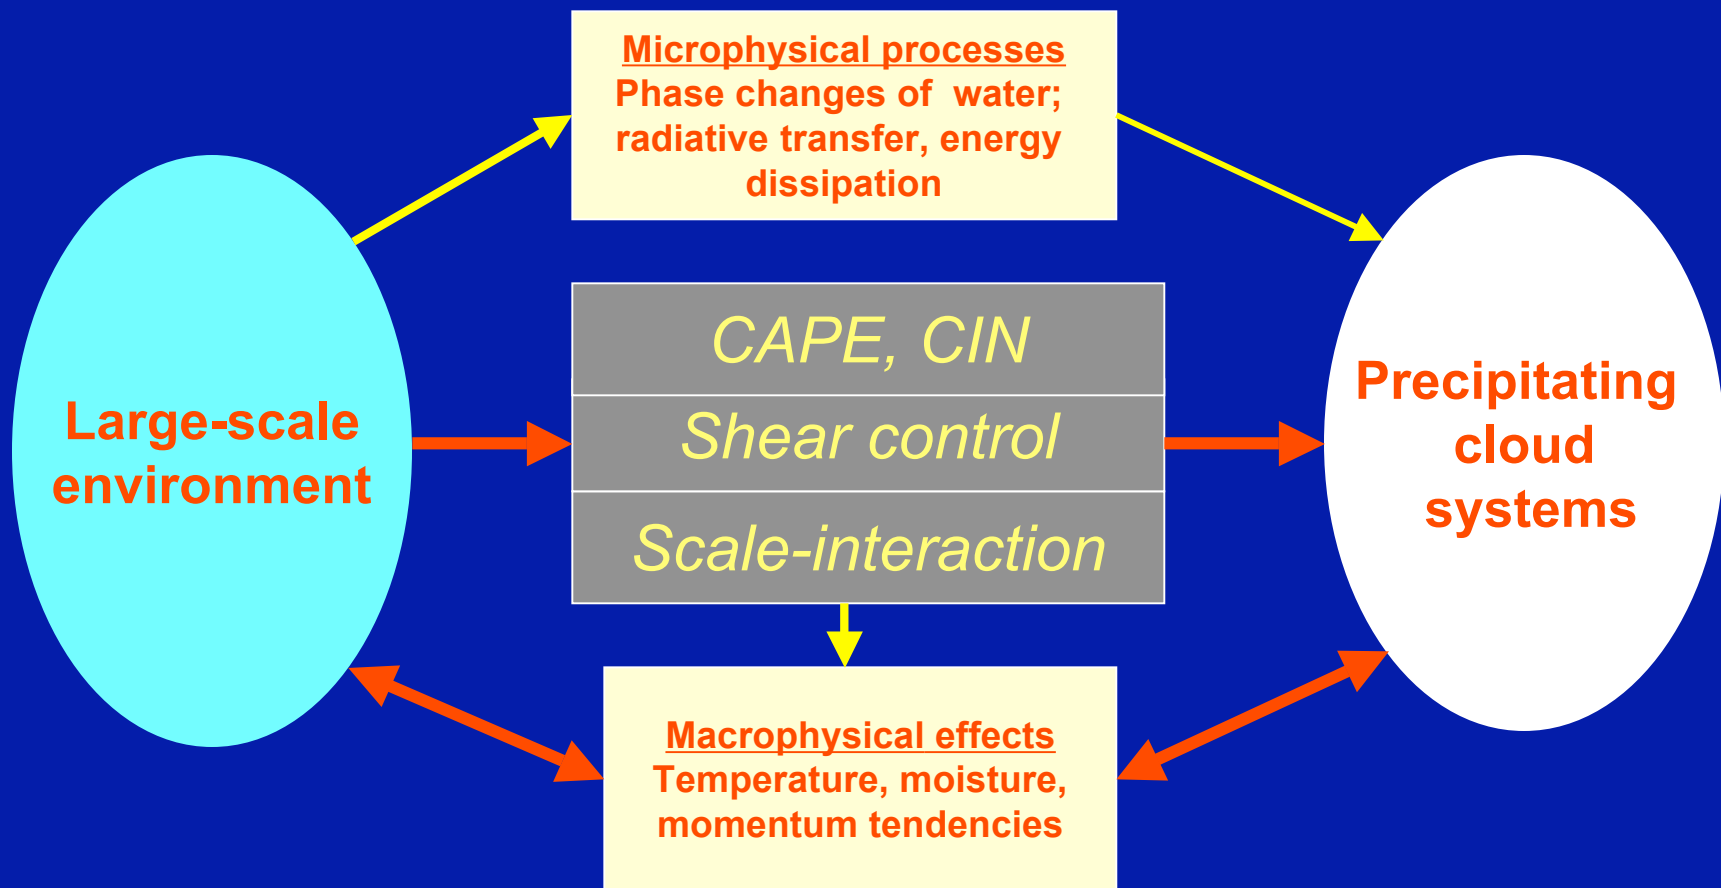 Microphysical processes
Phase changes of water;
radiative transfer, energy
dissipation
Large-scale
environment
CAPE, CIN
Shear control
Scale-interaction
Precipitating
cloud
systems
Macrophysical effects
Temperature, moisture,
momentum tendencies